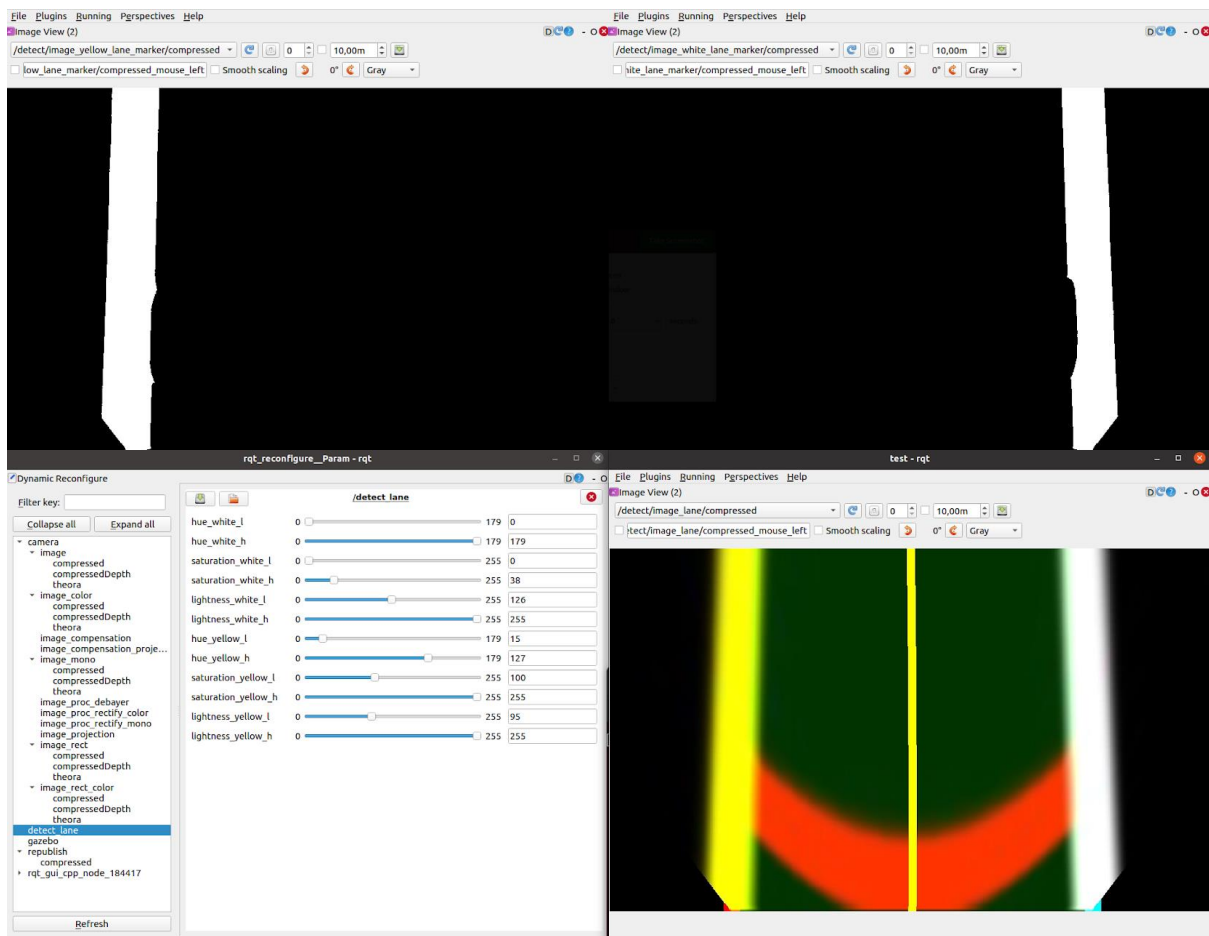 File Plugins Running Perspectives Help
Image View (2) D - O
/detect/image_yellow_lane_marker/compressed 0 10,00m
low_lane_marker/compressed_mouse_left Smooth scaling 0° Gray
File Plugins Running Perspectives Help
Image View (2) D - O
/detect/image_white_lane_marker/compressed 0 10,00m
hite_lane_marker/compressed_mouse_left Smooth scaling 0° Gray
rqt_reconfigure__Param - rqt
Dynamic Reconfigure D - O
Filter key:
Collapse all Expand all
camera
image
compressed
compressedDepth
theora
image_color
compressed
compressedDepth
theora
image_compensation
image_compensation_proje...
image_mono
compressed
compressedDepth
theora
image_proc_debayer
image_proc_rectify_color
image_proc_rectify_mono
image_projection
image_rect
compressed
compressedDepth
theora
image_rect_color
compressed
compressedDepth
theora
detect_lane
gazebo
republish
compressed
rqt_gui_cpp_node_184417
Refresh
/detect_lane
hue_white_l 0 179 0
hue_white_h 0 179 179
saturation_white_l 0 255 0
saturation_white_h 0 255 38
lightness_white_l 0 255 126
lightness_white_h 0 255 255
hue_yellow_l 0 179 15
hue_yellow_h 0 179 127
saturation_yellow_l 0 255 100
saturation_yellow_h 0 255 255
lightness_yellow_l 0 255 95
lightness_yellow_h 0 255 255
test - rqt
File Plugins Running Perspectives Help
Image View (2) D - O
/detect/image_lane/compressed 0 10,00m
etect/image_lane/compressed_mouse_left Smooth scaling 0° Gray